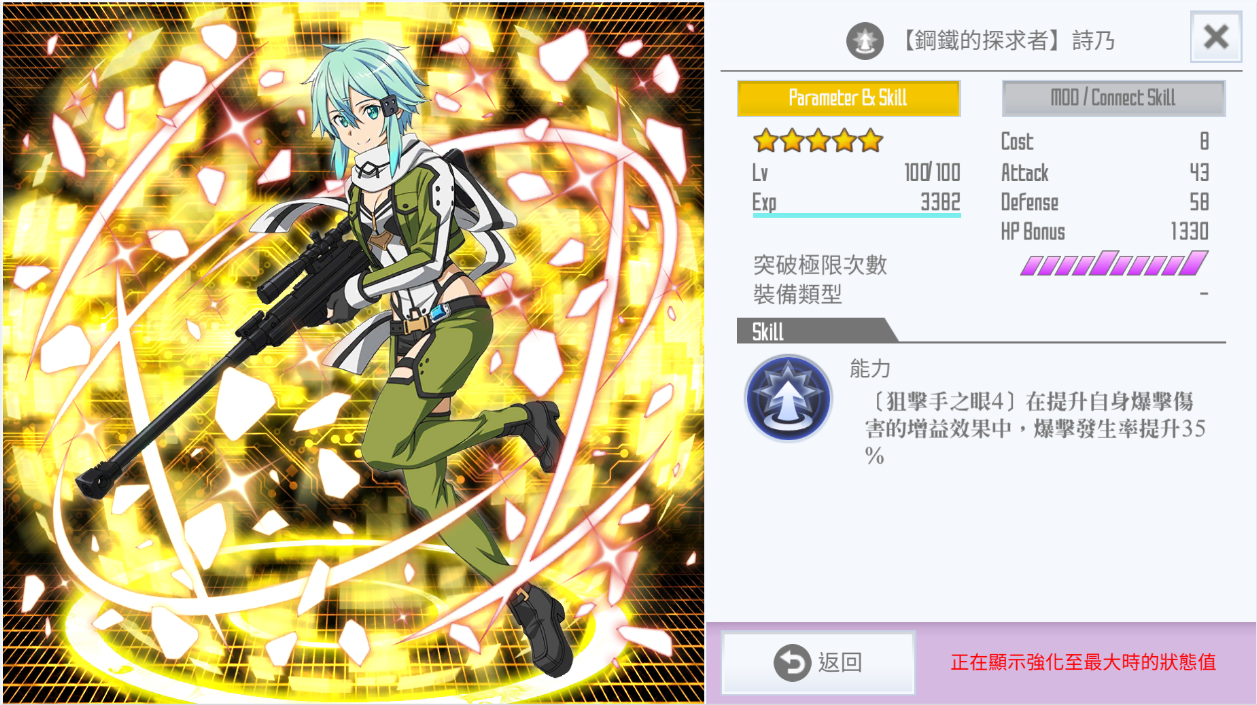 【鋼鐵的探求者】詩乃
Parameter & Skill
MOD / Connect Skill
Lv 100/100
Exp 3382
Cost 8
Attack 43
Defense 58
HP Bonus 1330
突破極限次數
裝備類型 -
Skill
能力
〔狙擊手之眼4〕在提升自身爆擊傷
害的增益效果中，爆擊發生率提升35
%
返回
正在顯示強化至最大時的狀態值